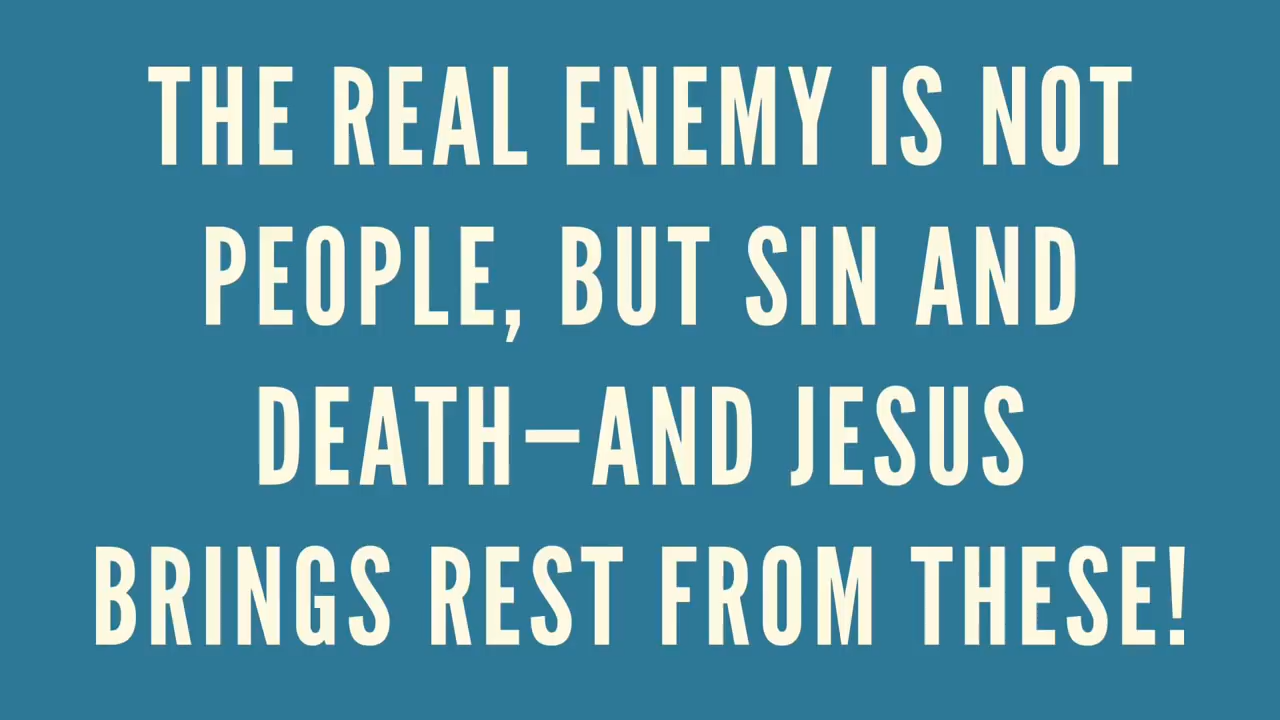 THE REAL ENEMY IS NOT
PEOPLE, BUT SIN AND
DEATH—AND JESUS
BRINGS REST FROM THESE!